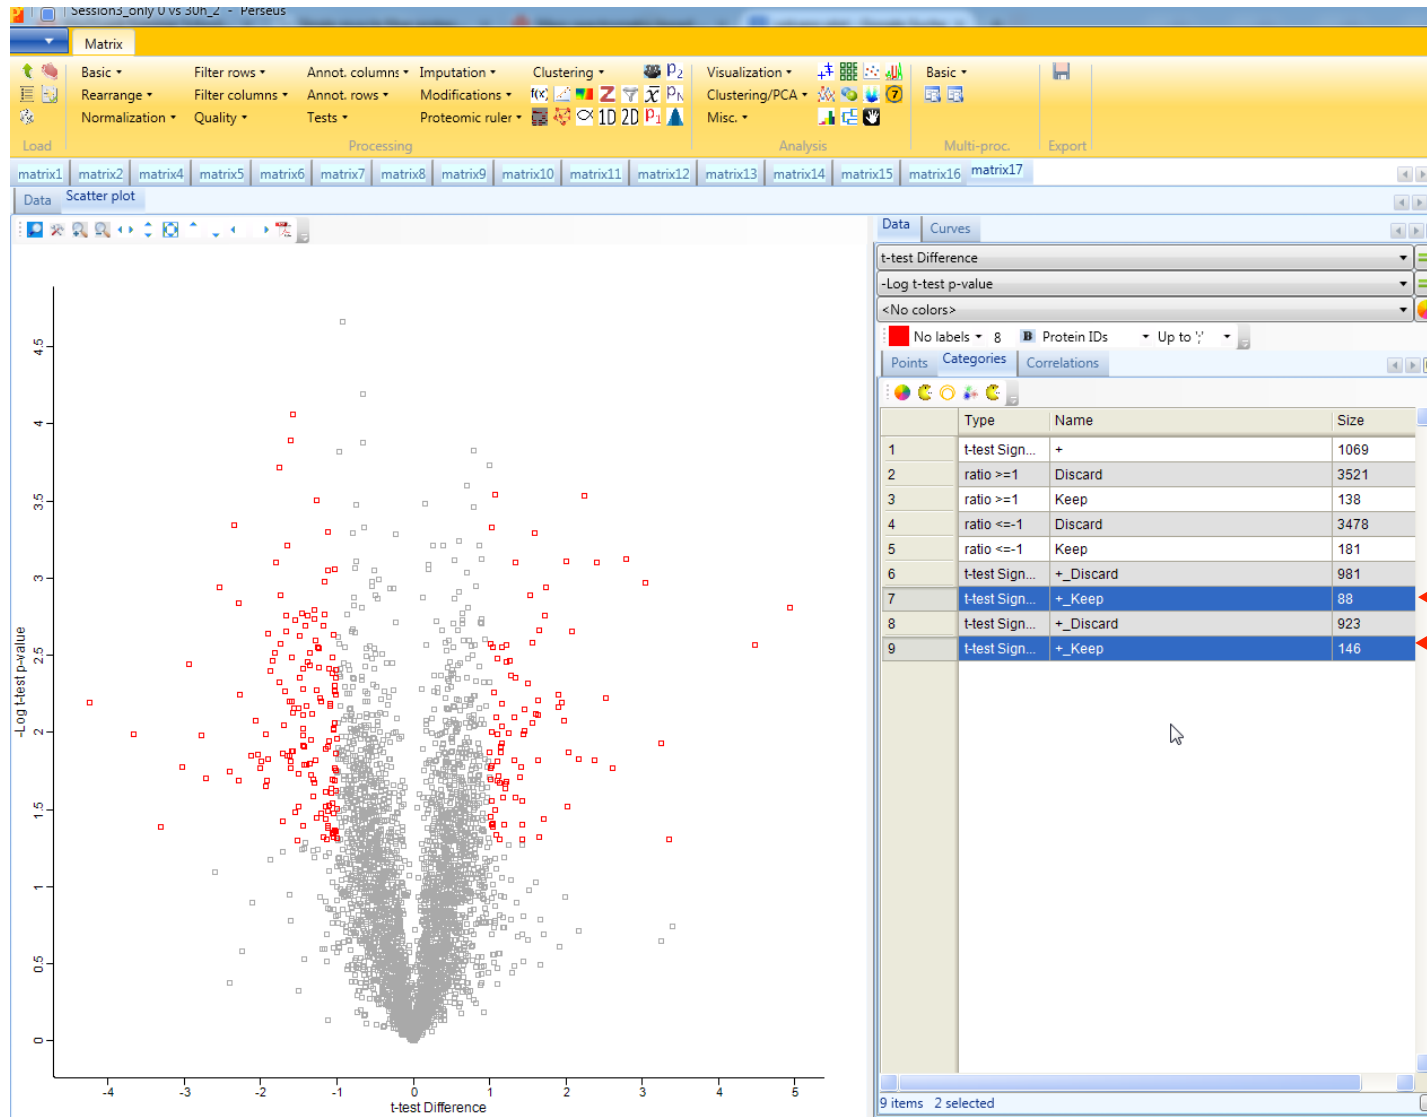 Session3_only 0 vs 30h_2 - Perseus
Matrix
Basic Filter rows Annot. columns Imputation Clustering p2 Visualization Basic
Rearrange Filter columns Annot. rows Modifications f(x) Z x pN Clustering/PCA ?
Normalization Quality Tests Proteomic ruler 1D 2D p1 Misc.
Load Processing Analysis Multi-proc. Export
matrix1 matrix2 matrix4 matrix5 matrix6 matrix7 matrix8 matrix9 matrix10 matrix11 matrix12 matrix13 matrix14 matrix15 matrix16 matrix17
Data Scatter plot
4.5
4
3.5
3
2.5
2
1.5
1
0.5
0
-Log t-test p-value
-4 -3 -2 -1 0 1 2 3 4 5
t-test Difference
Data Curves
t-test Difference
-Log t-test p-value
<No colors>
No labels 8 B Protein IDs Up to ';'
Points Categories Correlations
Type Name Size
1 t-test Sign... + 1069
2 ratio >=1 Discard 3521
3 ratio >=1 Keep 138
4 ratio <=-1 Discard 3478
5 ratio <=-1 Keep 181
6 t-test Sign... +_Discard 981
7 t-test Sign... +_Keep 88
8 t-test Sign... +_Discard 923
9 t-test Sign... +_Keep 146
9 items 2 selected